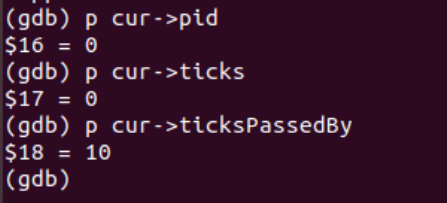 (gdb) p cur->pid
$16 = 0
(gdb) p cur->ticks
$17 = 0
(gdb) p cur->ticksPassedBy
$18 = 10
(gdb)